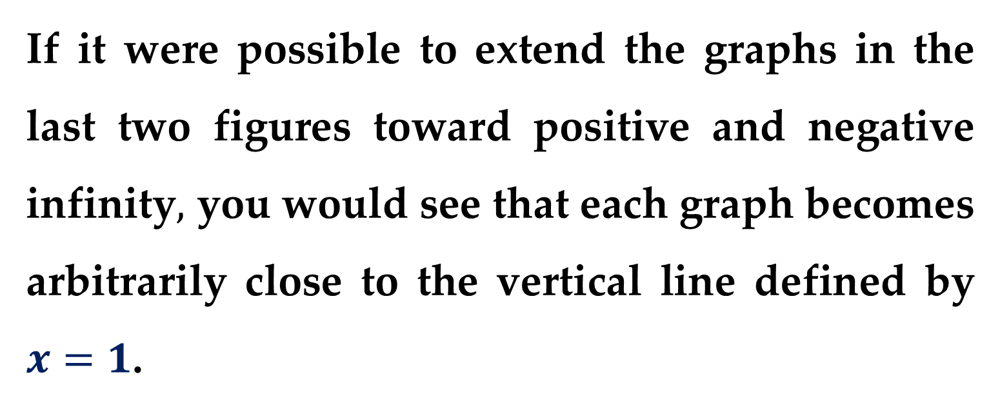 If it were possible to extend the graphs in the
last two figures toward positive and negative
infinity, you would see that each graph becomes
arbitrarily close to the vertical line defined by
x = 1.